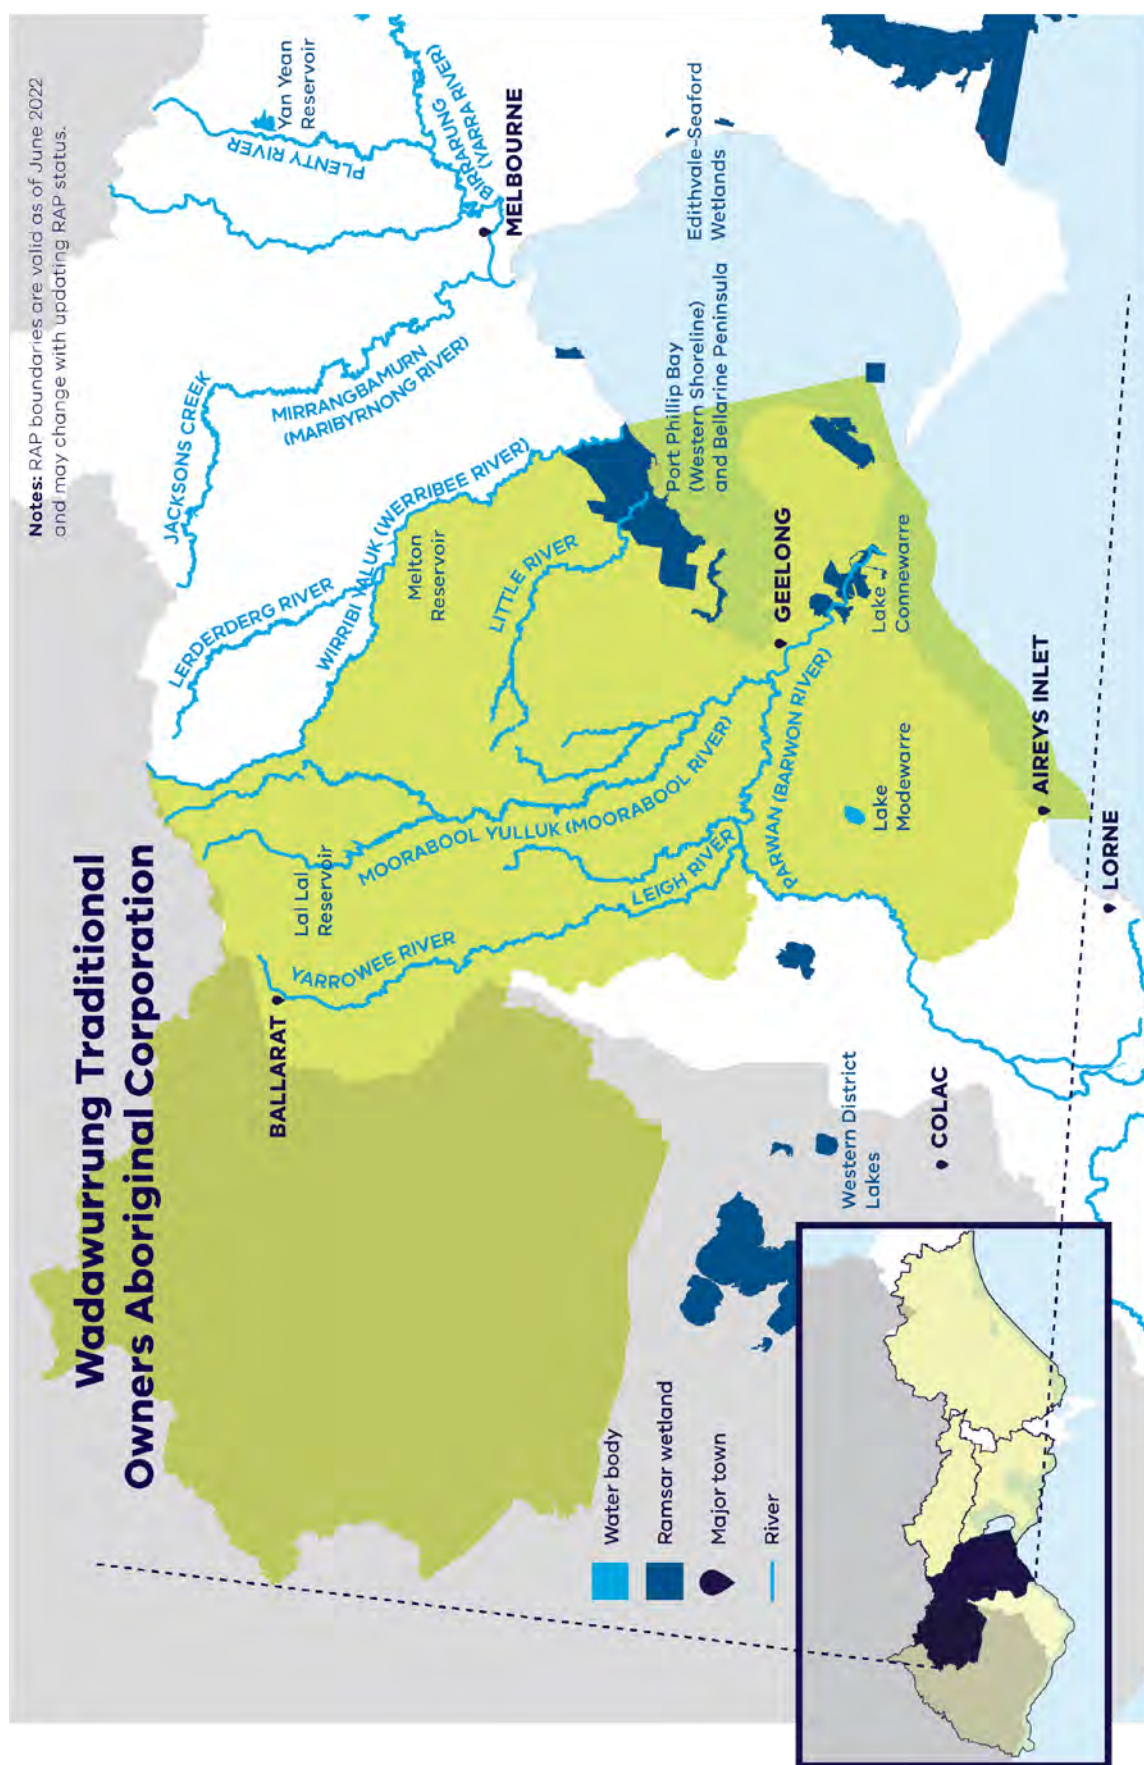 Wadawurrung Traditional
Owners Aboriginal Corporation
Notes: RAP boundaries are valid as of June 2022
and may change with updating RAP status.
Yan Yean
Reservoir
PLENTY RIVER
BIRRARUNG
(YARRA RIVER)
MELBOURNE
JACKSONS CREEK
MIRRANGBAMURN
(MARIBYRNONG RIVER)
LERDERDERG RIVER
WIRRIBI YALUK (WERRIBEE RIVER)
Melton
Reservoir
LITTLE RIVER
Edithvale-Seaford
Wetlands
Port Phillip Bay
(Western Shoreline)
and Bellarine Peninsula
BALLARAT
Lal Lal
Reservoir
YARROWEE RIVER
MOORABOOL YULLUK (MOORABOOL RIVER)
LEIGH RIVER
GEELONG
PARWAN (BARWON RIVER)
Lake
Connewarre
Lake
Modewarre
AIREYS INLET
LORNE
Western District
Lakes
COLAC
Water body
Ramsar wetland
Major town
River